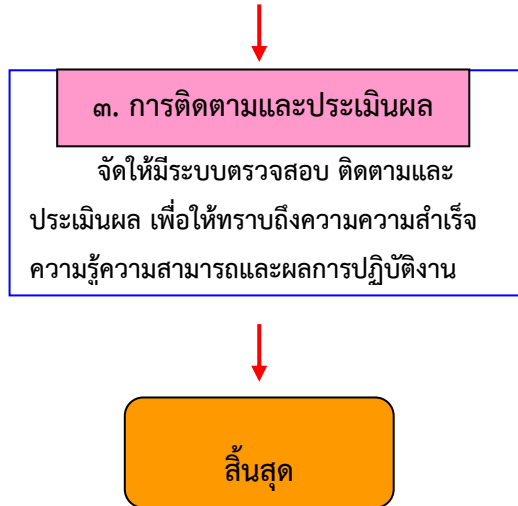 ๓. การติดตามและประเมินผล
จัดให้มีระบบตรวจสอบ ติดตามและ
ประเมินผล เพื่อให้ทราบถึงความความสำเร็จ
ความรู้ความสามารถและผลการปฏิบัติงาน
สิ้นสุด